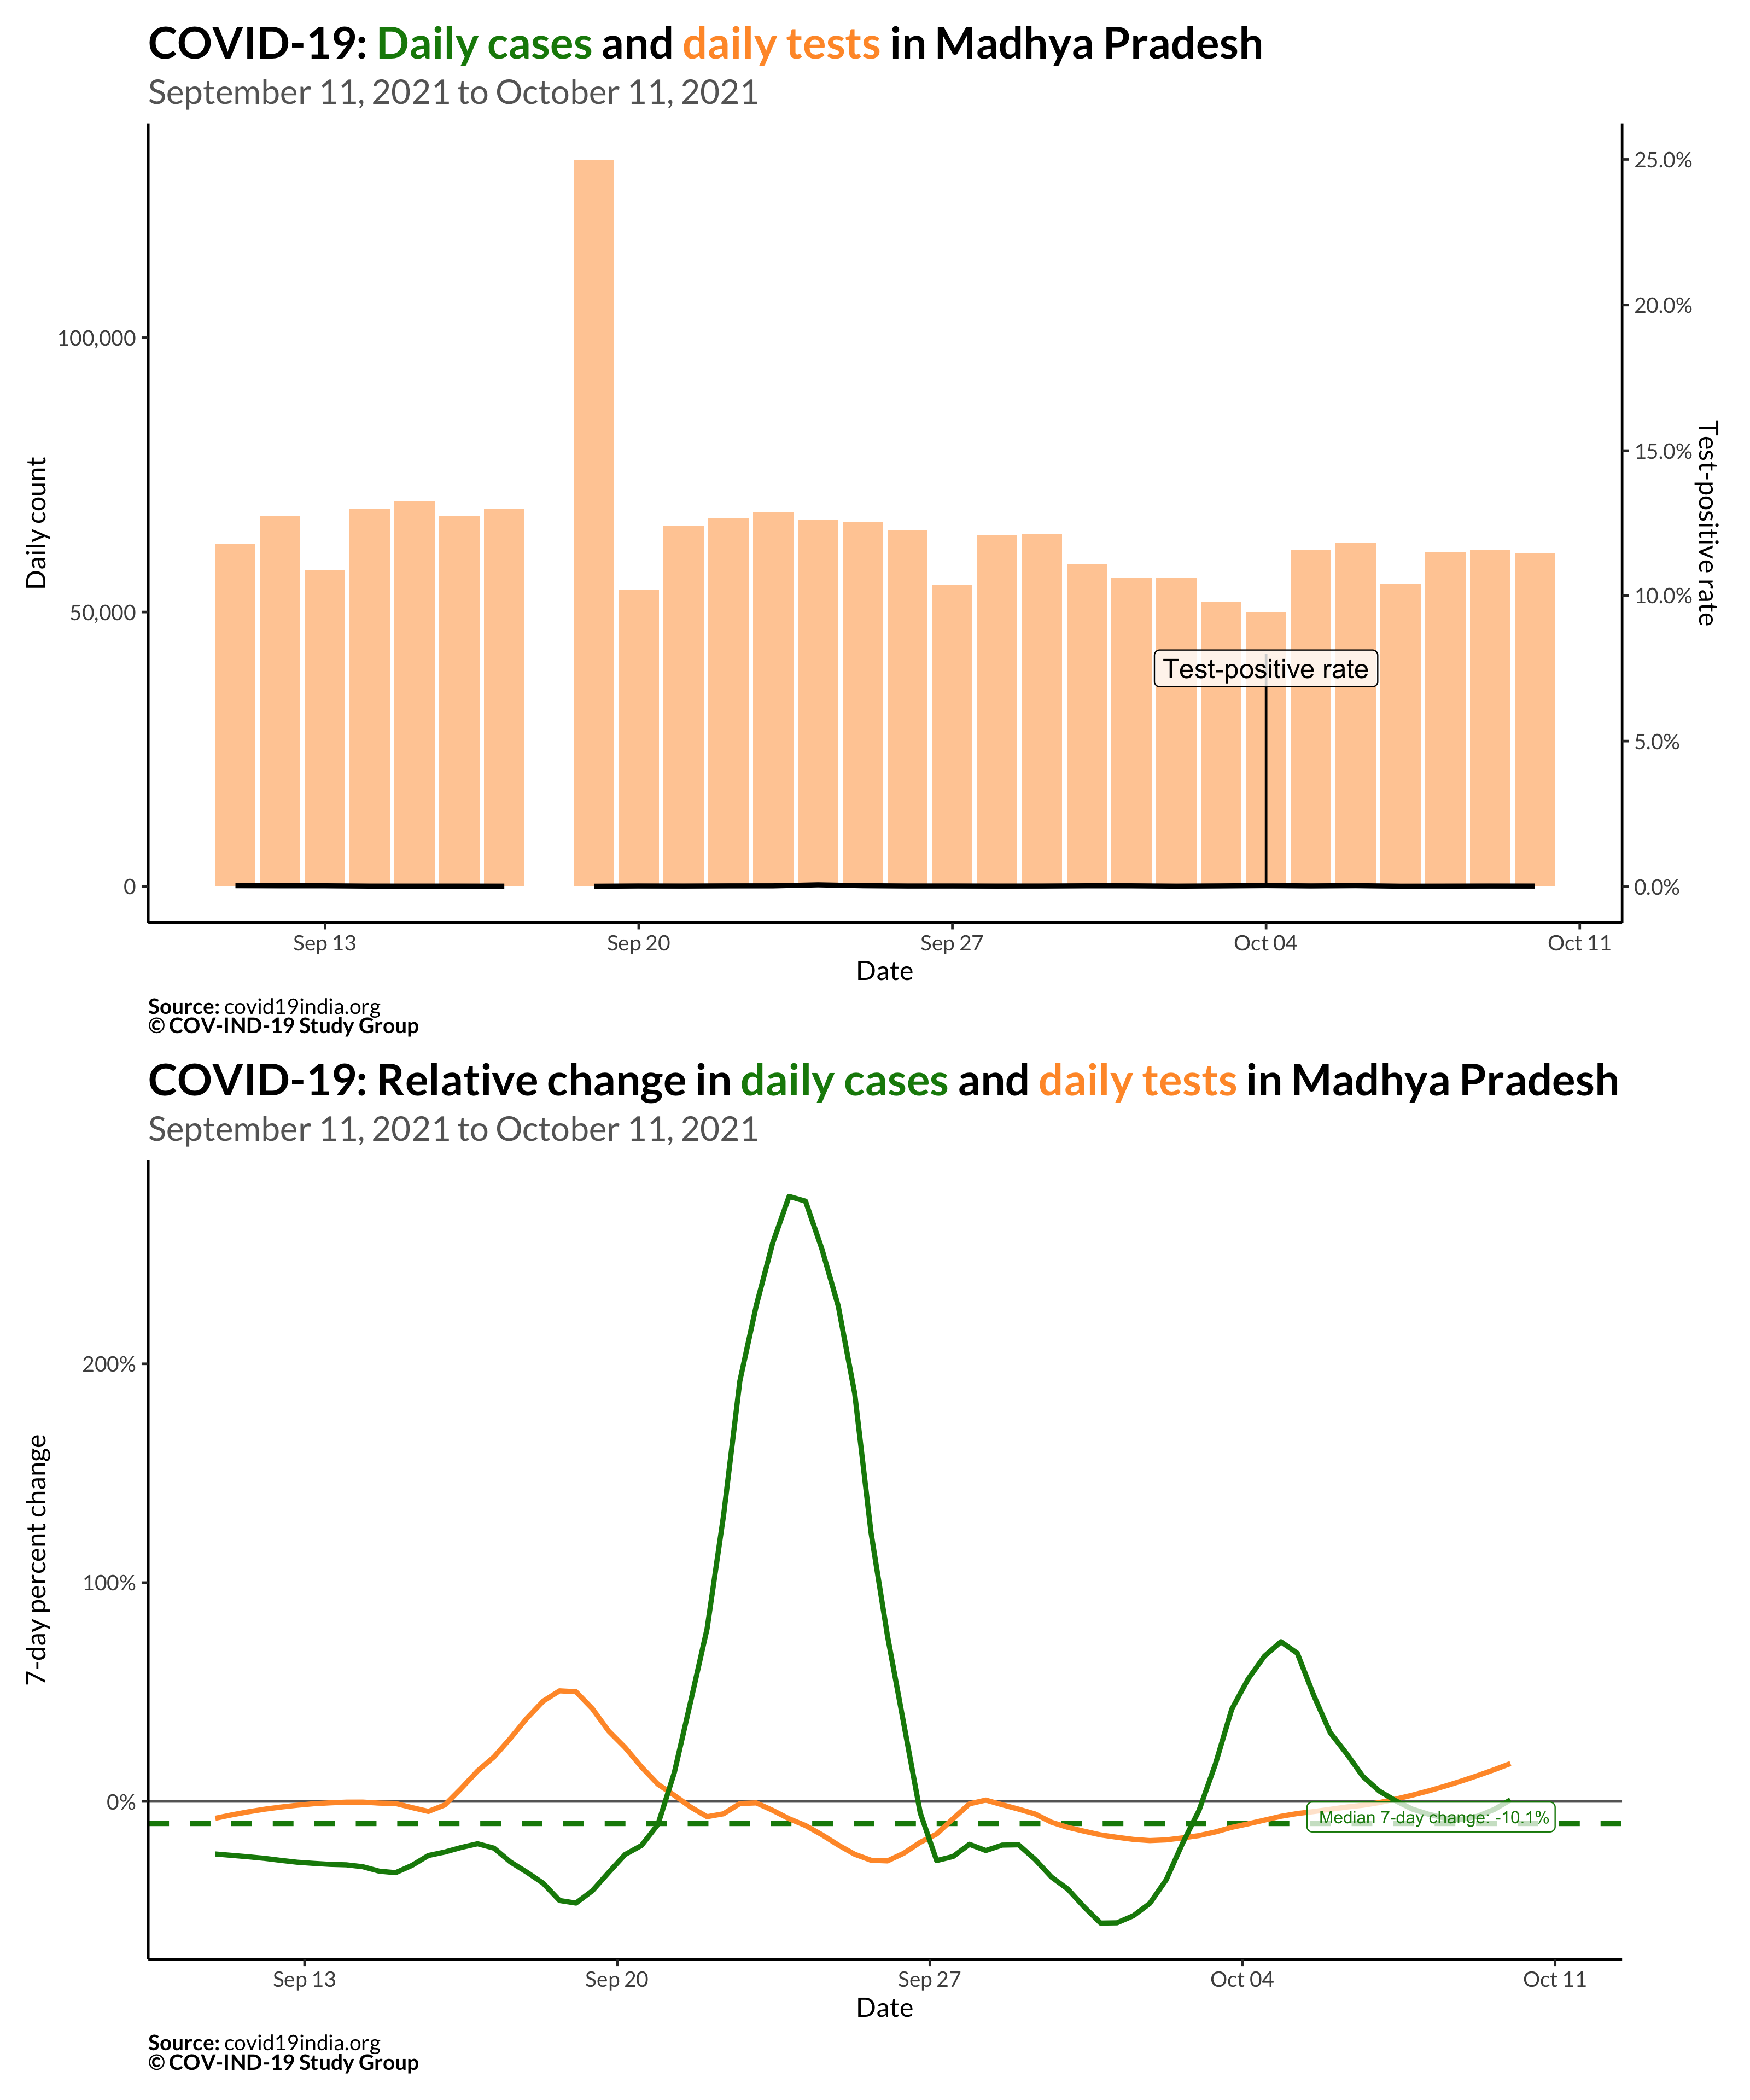 COVID-19: Daily cases and daily tests in Madhya Pradesh
September 11, 2021 to October 11, 2021
Daily count
100,000
50,000
0
25.0%
20.0%
15.0%
10.0%
5.0%
0.0%
Test-positive rate
Test-positive rate
Sep 13
Sep 20
Sep 27
Oct 04
Oct 11
Date
Source: covid19india.org
© COV-IND-19 Study Group
COVID-19: Relative change in daily cases and daily tests in Madhya Pradesh
September 11, 2021 to October 11, 2021
7-day percent change
200%
100%
0%
Median 7-day change: -10.1%
Sep 13
Sep 20
Sep 27
Oct 04
Oct 11
Date
Source: covid19india.org
© COV-IND-19 Study Group